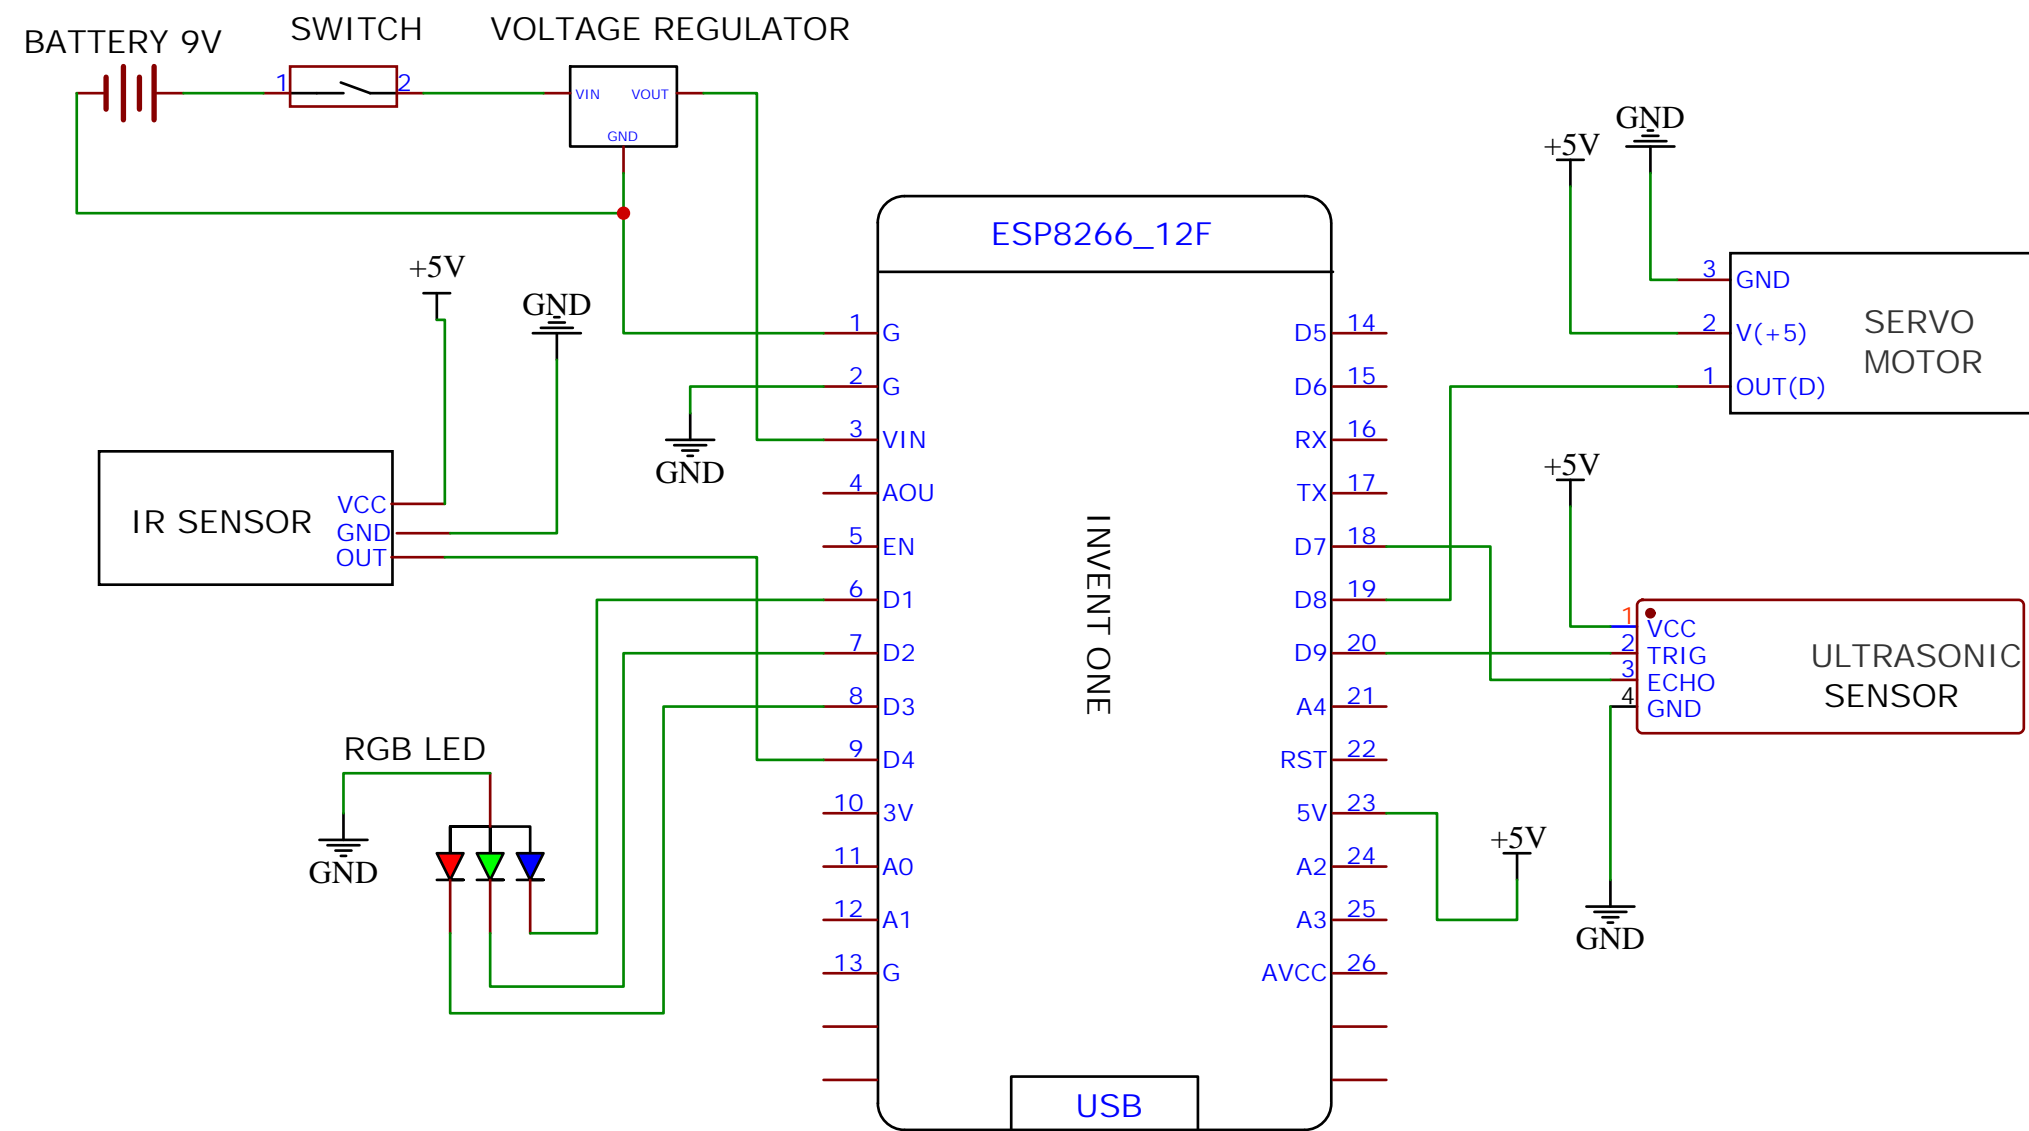 BATTERY 9V
SWITCH
VOLTAGE REGULATOR
1
2
VIN
VOUT
GND
+5V
GND
IR SENSOR
VCC
GND
OUT
GND
RGB LED
GND
ESP8266_12F
INVENT ONE
USB
1 G
2 G
3 VIN
4 AOU
5 EN
6 D1
7 D2
8 D3
9 D4
10 3V
11 A0
12 A1
13 G
D5 14
D6 15
RX 16
TX 17
D7 18
D8 19
D9 20
A4 21
RST 22
5V 23
A2 24
A3 25
AVCC 26
+5V
+5V
GND
3 GND
2 V(+5)
1 OUT(D)
SERVO
MOTOR
+5V
1 VCC
2 TRIG
3 ECHO
4 GND
ULTRASONIC
SENSOR
GND